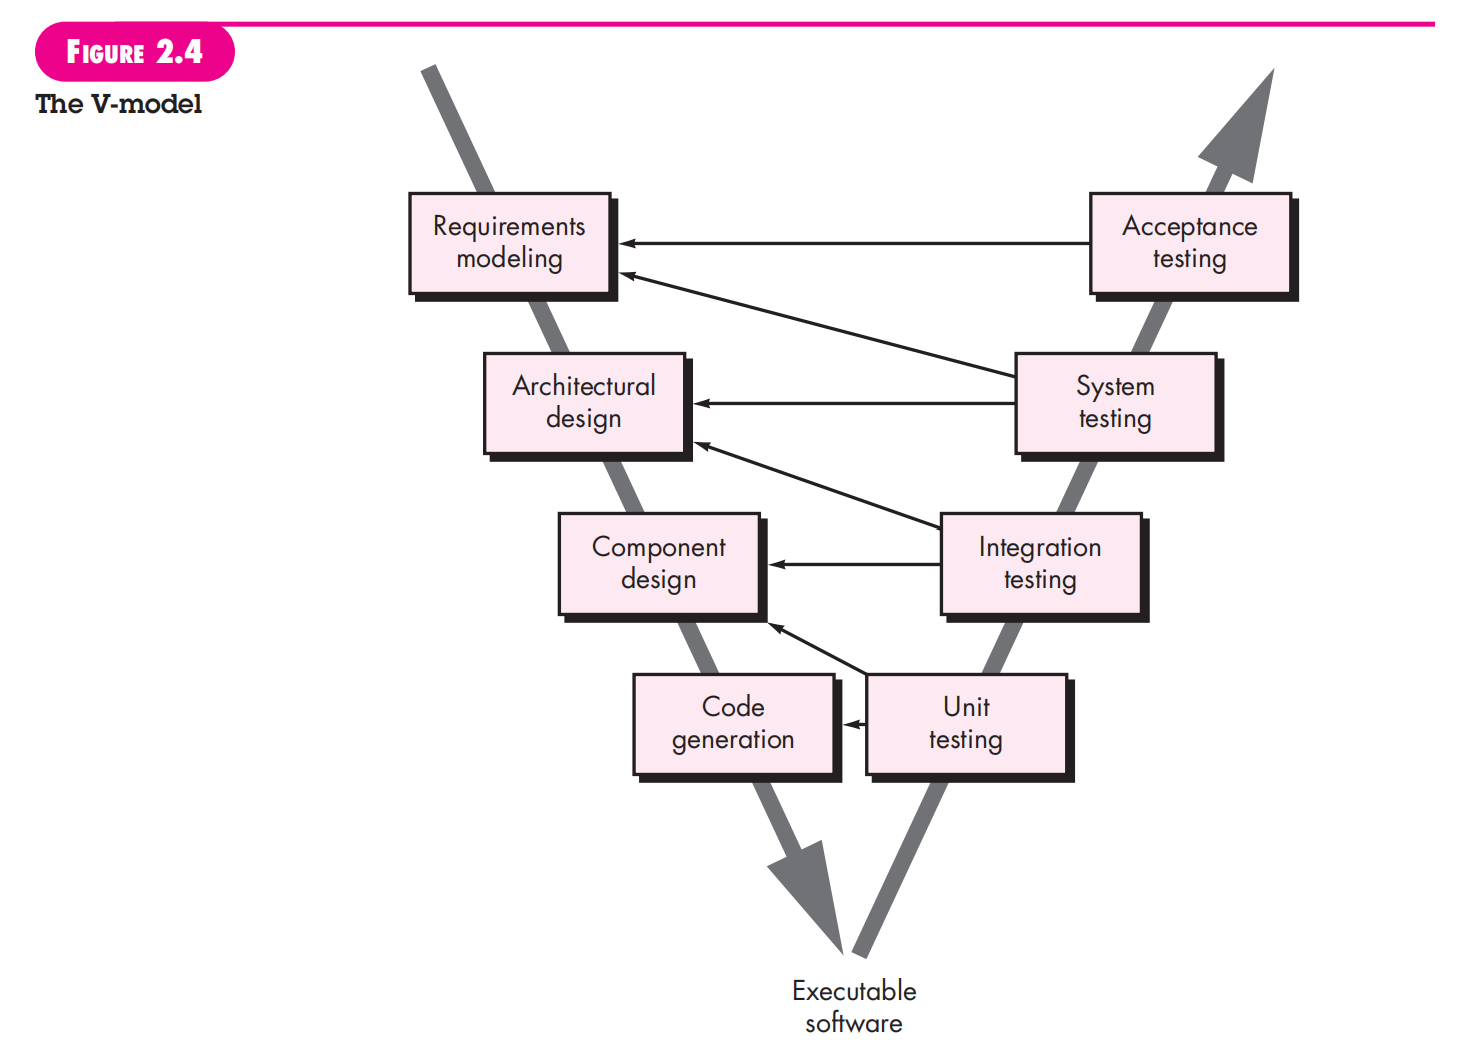 FIGURE 2.4
The V-model
Requirements
modeling
Acceptance
testing
Architectural
design
System
testing
Component
design
Integration
testing
Code
generation
Unit
testing
Executable
software